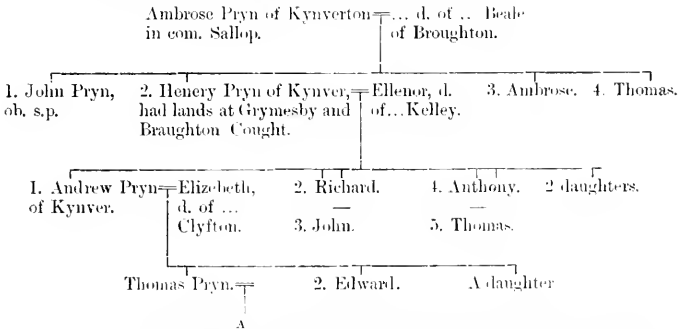 Ambrose Pryn of Kynverton ... d. of .. Beale
in com. Sallop. of Broughton.
1. John Pryn, 2. Henery Pryn of Kynver, Ellenor, d. 3. Ambrose. 4. Thomas.
ob. s.p. had lands at Grymesby and of...Kelley.
Braughton Cought.
1. Andrew Pryn Elizebeth, 2. Richard. 4. Anthony. 2 daughters.
of Kynver. d. of ...
Clyfton. 3. John. 5. Thomas.
Thomas Pryn. 2. Edward. A daughter
A